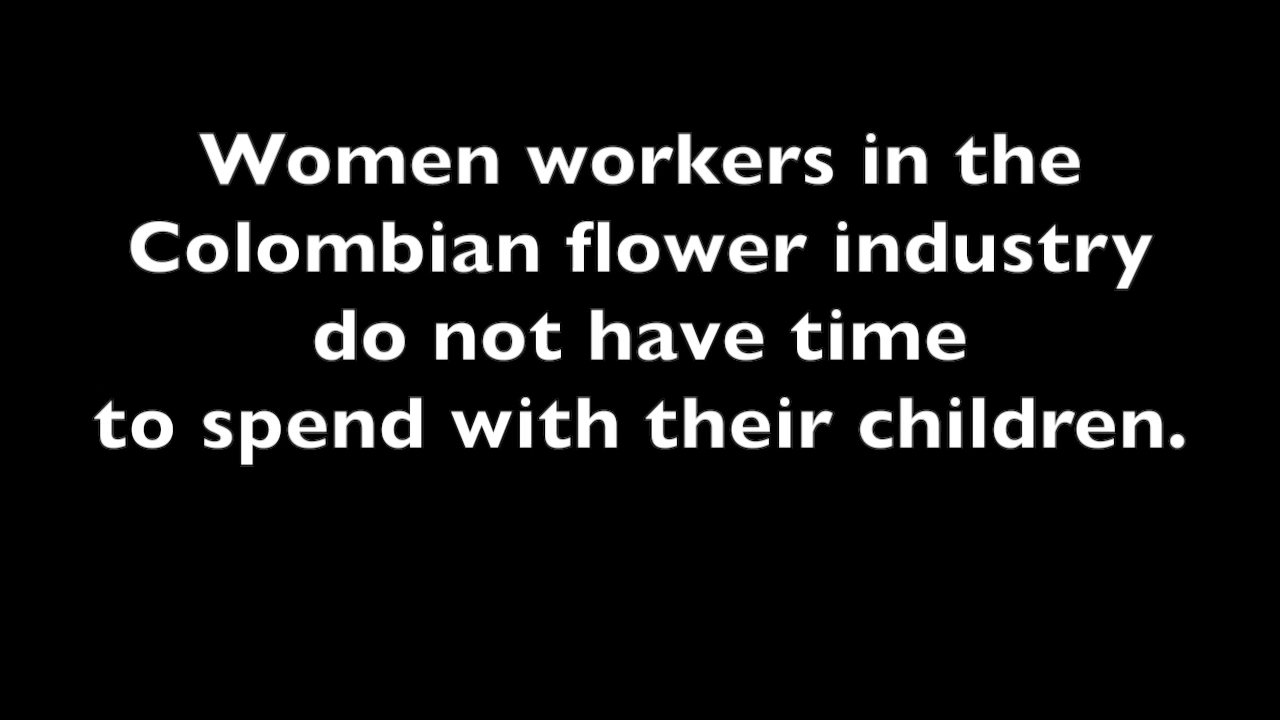 Women workers in the
Colombian flower industry
do not have time
to spend with their children.